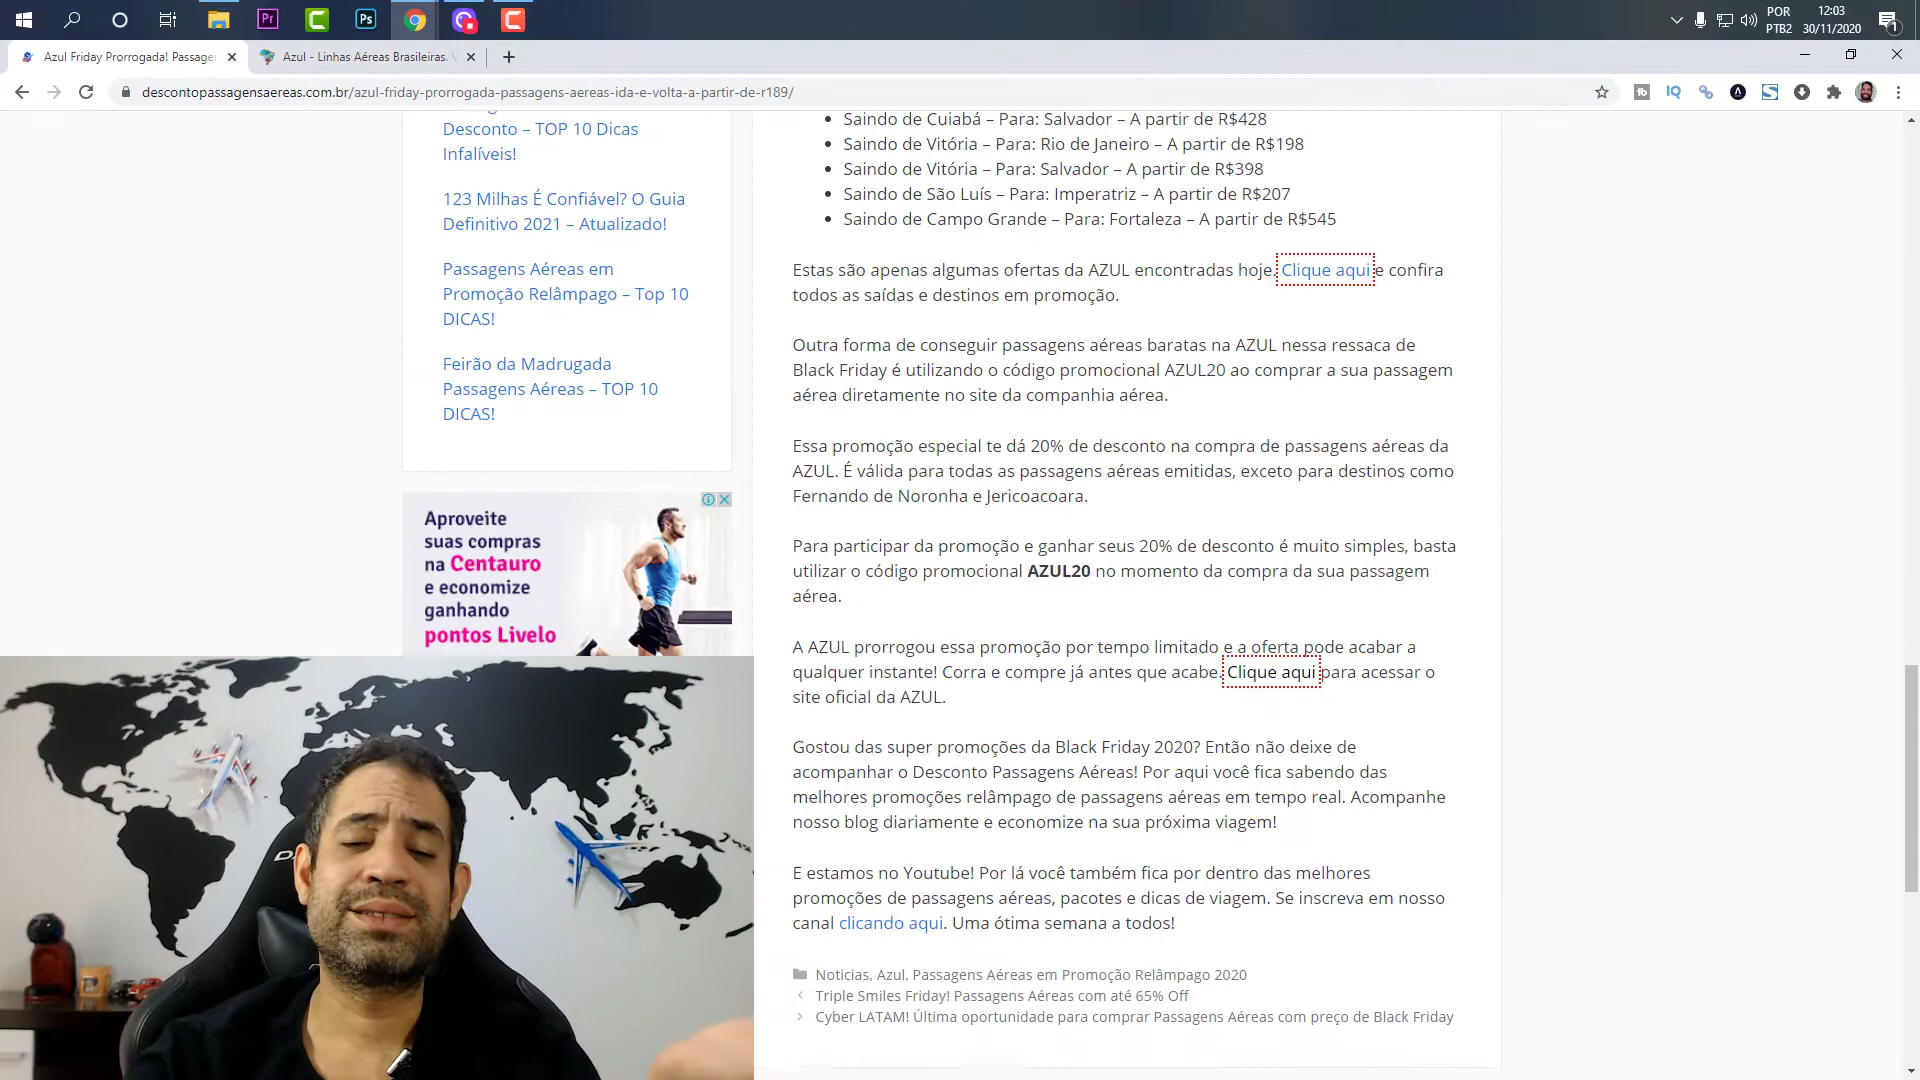 POR
PTB2
12:03
30/11/2020
1
Azul Friday Prorrogada! Passager
Azul - Linhas Aéreas Brasileiras.
descontopassagensaereas.com.br/azul-friday-prorrogada-passagens-aereas-ida-e-volta-a-partir-de-r189/
Desconto – TOP 10 Dicas
Infalíveis!
123 Milhas É Confiável? O Guia
Definitivo 2021 – Atualizado!
Passagens Aéreas em
Promoção Relâmpago – Top 10
DICAS!
Feirão da Madrugada
Passagens Aéreas – TOP 10
DICAS!
Aproveite
suas compras
na Centauro
e economize
ganhando
pontos Livelo
Saindo de Cuiabá – Para: Salvador – A partir de R$428
Saindo de Vitória – Para: Rio de Janeiro – A partir de R$198
Saindo de Vitória – Para: Salvador – A partir de R$398
Saindo de São Luís – Para: Imperatriz – A partir de R$207
Saindo de Campo Grande – Para: Fortaleza – A partir de R$545
Estas são apenas algumas ofertas da AZUL encontradas hoje. Clique aqui e confira
todos as saídas e destinos em promoção.
Outra forma de conseguir passagens aéreas baratas na AZUL nessa ressaca de
Black Friday é utilizando o código promocional AZUL20 ao comprar a sua passagem
aérea diretamente no site da companhia aérea.
Essa promoção especial te dá 20% de desconto na compra de passagens aéreas da
AZUL. É válida para todas as passagens aéreas emitidas, exceto para destinos como
Fernando de Noronha e Jericoacoara.
Para participar da promoção e ganhar seus 20% de desconto é muito simples, basta
utilizar o código promocional AZUL20 no momento da compra da sua passagem
aérea.
A AZUL prorrogou essa promoção por tempo limitado e a oferta pode acabar a
qualquer instante! Corra e compre já antes que acabe. Clique aqui para acessar o
site oficial da AZUL.
Gostou das super promoções da Black Friday 2020? Então não deixe de
acompanhar o Desconto Passagens Aéreas! Por aqui você fica sabendo das
melhores promoções relâmpago de passagens aéreas em tempo real. Acompanhe
nosso blog diariamente e economize na sua próxima viagem!
E estamos no Youtube! Por lá você também fica por dentro das melhores
promoções de passagens aéreas, pacotes e dicas de viagem. Se inscreva em nosso
canal clicando aqui. Uma ótima semana a todos!
Noticias, Azul, Passagens Aéreas em Promoção Relâmpago 2020
Triple Smiles Friday! Passagens Aéreas com até 65% Off
Cyber LATAM! Última oportunidade para comprar Passagens Aéreas com preço de Black Friday